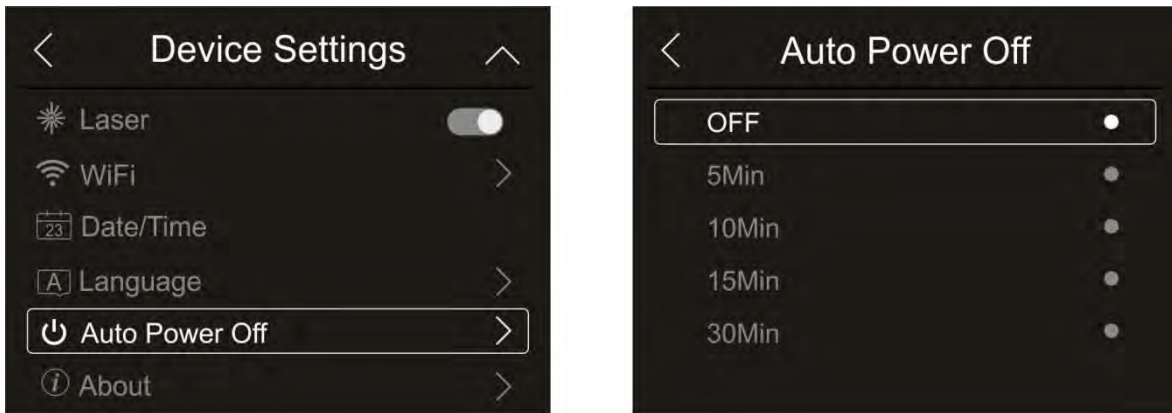 Device Settings
Laser
WiFi
23 Date/Time
A Language
Auto Power Off
About
Auto Power Off
OFF
5Min
10Min
15Min
30Min